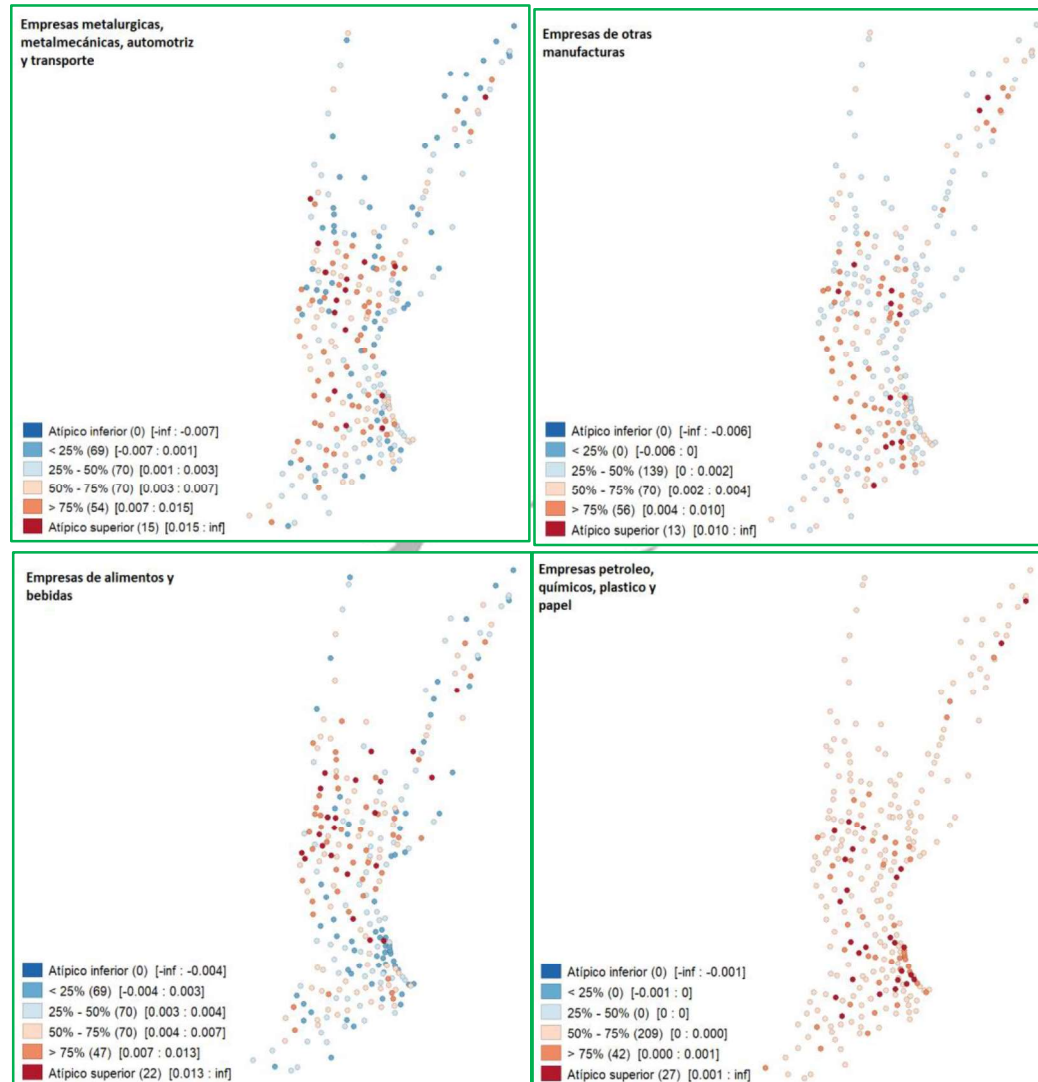 Empresas metalurgicas,
metalmecánicas, automotriz
y transporte
Atípico inferior (0) [-inf : -0.007]
< 25% (69) [-0.007 : 0.001]
25% - 50% (70) [0.001 : 0.003]
50% - 75% (70) [0.003 : 0.007]
> 75% (54) [0.007 : 0.015]
Atípico superior (15) [0.015 : inf]
Empresas de otras
manufacturas
Atípico inferior (0) [-inf : -0.006]
< 25% (0) [-0.006 : 0]
25% - 50% (139) [0 : 0.002]
50% - 75% (70) [0.002 : 0.004]
> 75% (56) [0.004 : 0.010]
Atípico superior (13) [0.010 : inf]
Empresas de alimentos y
bebidas
Atípico inferior (0) [-inf : -0.004]
< 25% (69) [-0.004 : 0.003]
25% - 50% (70) [0.003 : 0.004]
50% - 75% (70) [0.004 : 0.007]
> 75% (47) [0.007 : 0.013]
Atípico superior (22) [0.013 : inf]
Empresas petroleo,
químicos, plastico y
papel
Atípico inferior (0) [-inf : -0.001]
< 25% (0) [-0.001 : 0]
25% - 50% (0) [0 : 0]
50% - 75% (209) [0 : 0.000]
> 75% (42) [0.000 : 0.001]
Atípico superior (27) [0.001 : inf]